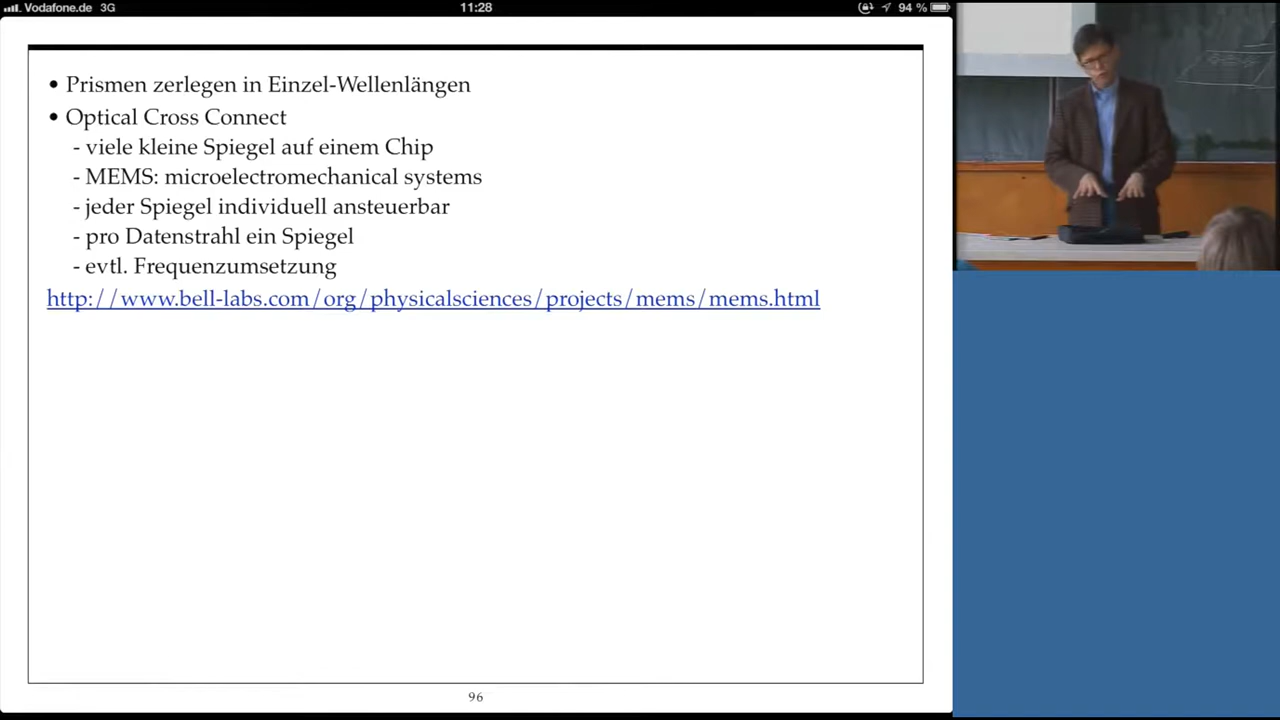 Vodafone.de 3G 11:28 94 %
• Prismen zerlegen in Einzel-Wellenlängen
• Optical Cross Connect
- viele kleine Spiegel auf einem Chip
- MEMS: microelectromechanical systems
- jeder Spiegel individuell ansteuerbar
- pro Datenstrahl ein Spiegel
- evtl. Frequenzumsetzung
http://www.bell-labs.com/org/physicalsciences/projects/mems/mems.html
96